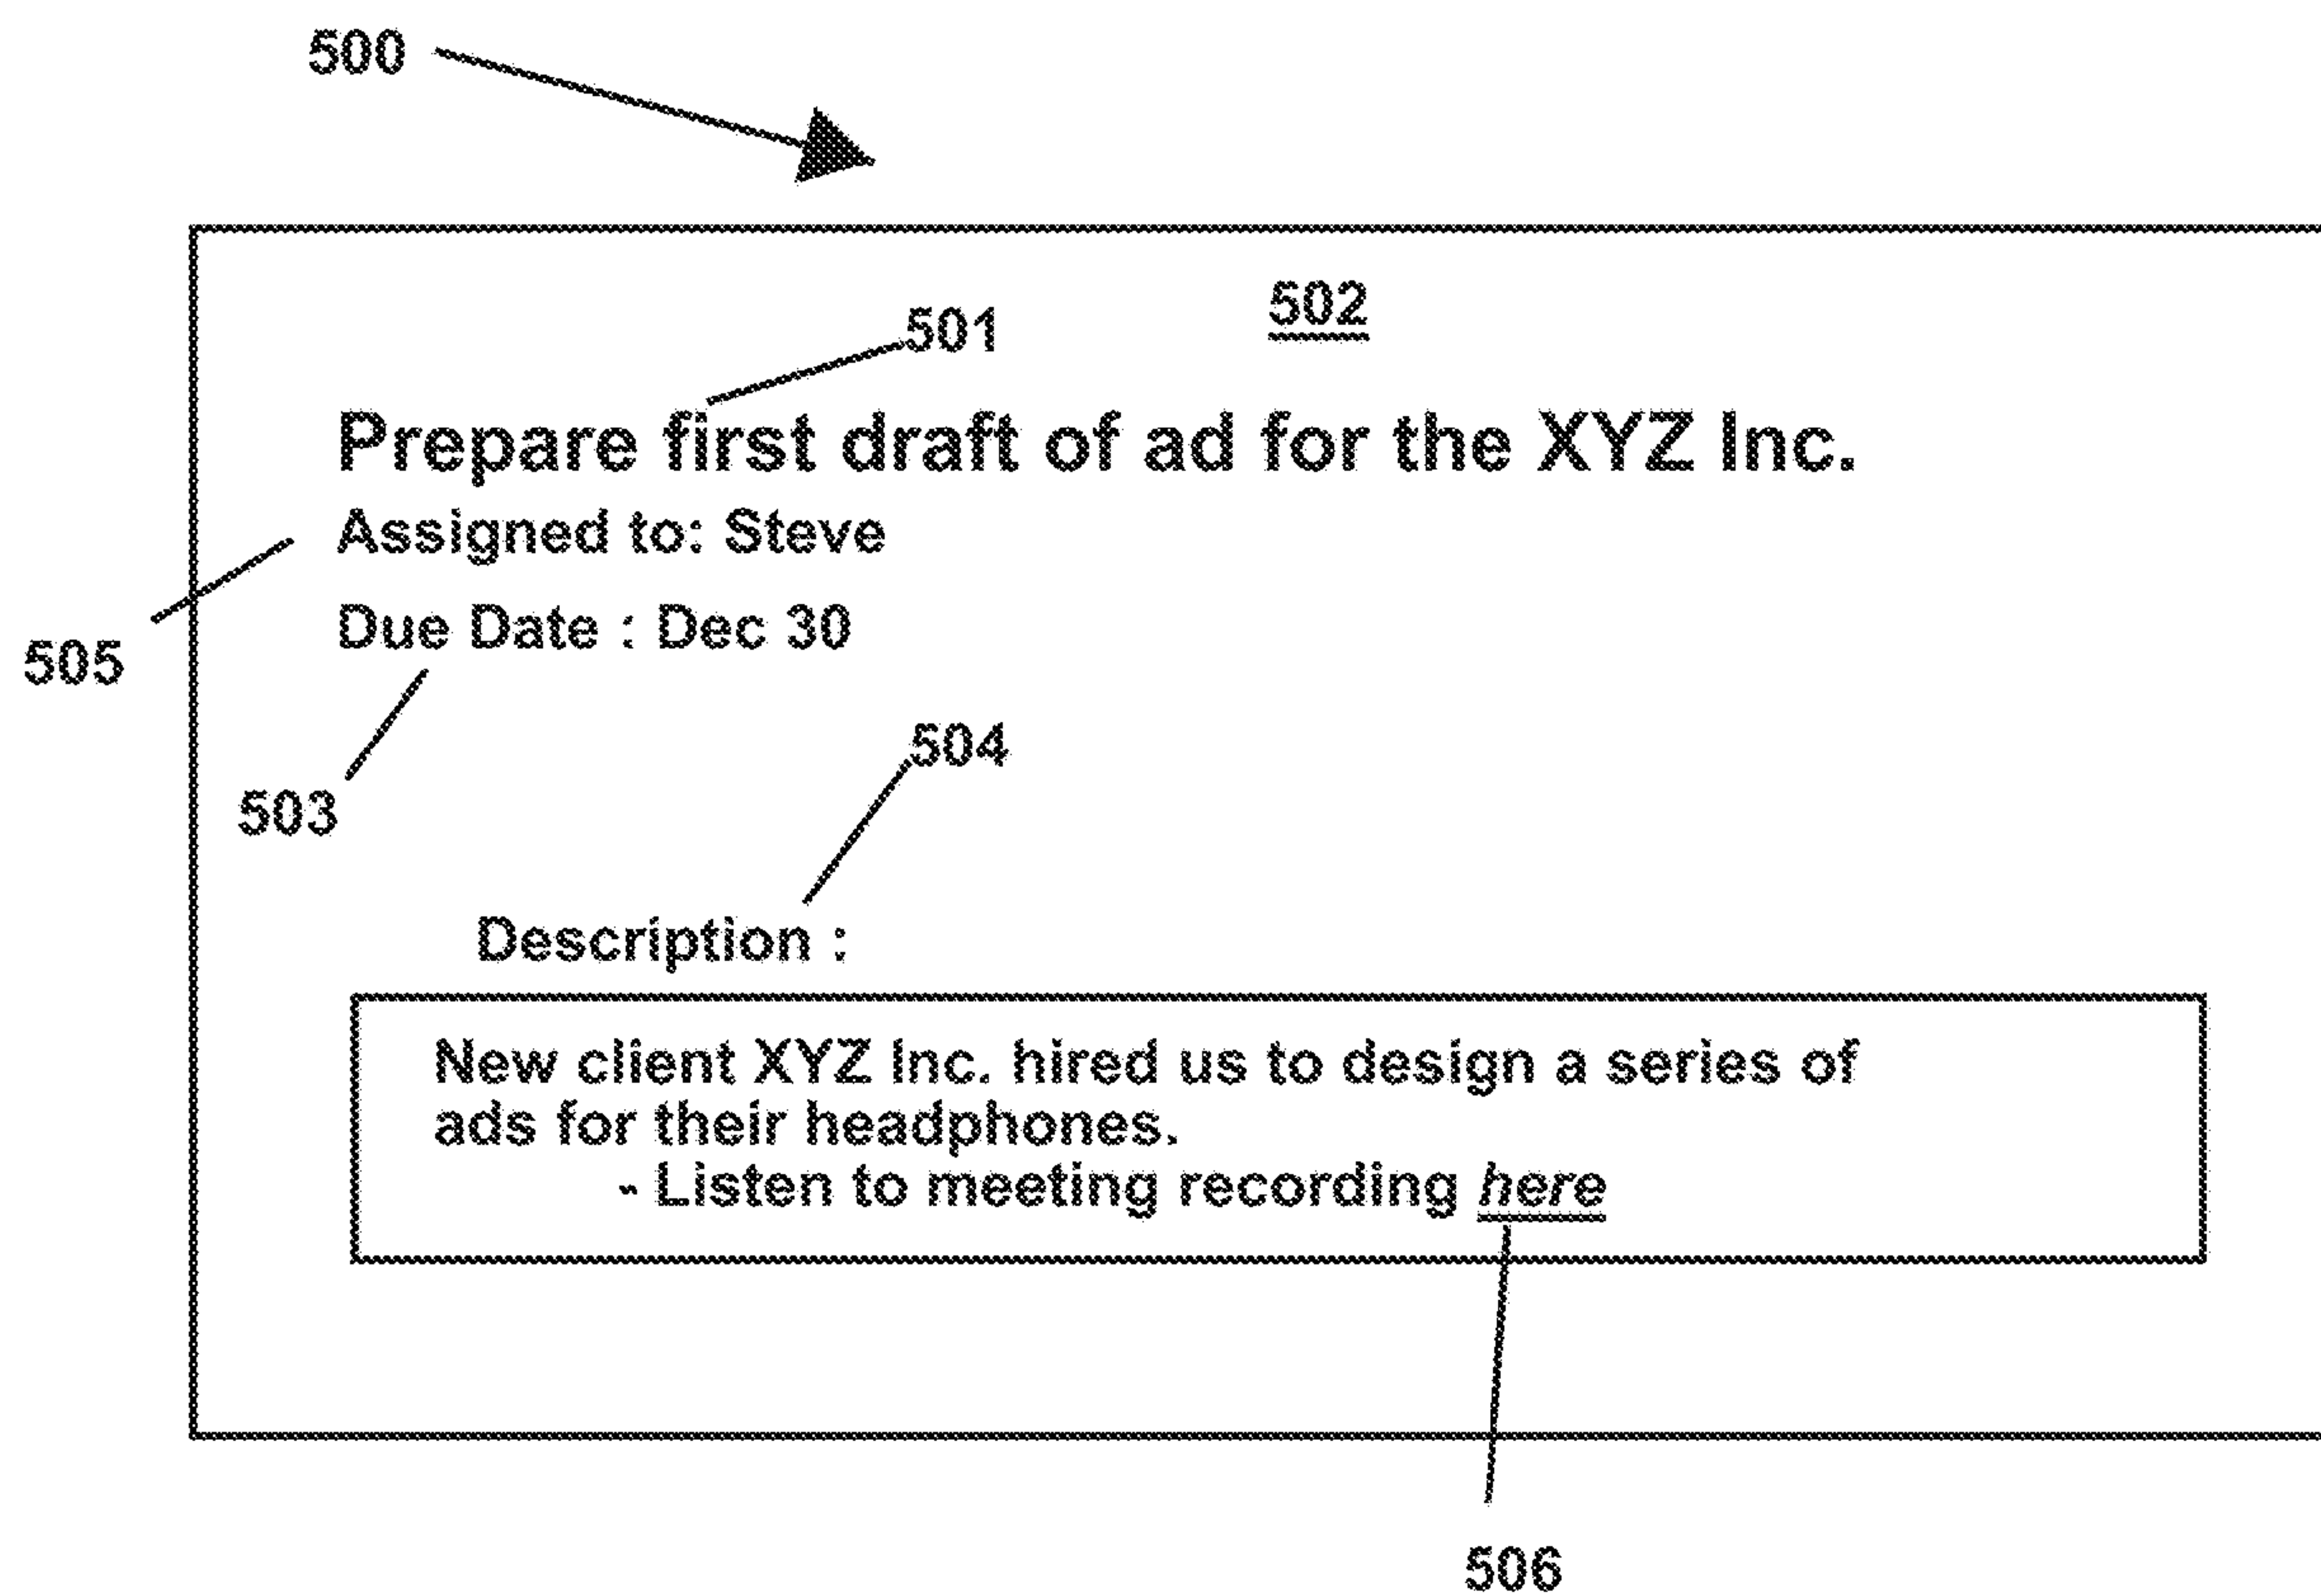 500
501
502
Prepare first draft of ad for the XYZ Inc.
Assigned to: Steve
Due Date : Dec 30
505
504
503
Description :
New client XYZ Inc. hired us to design a series of
ads for their headphones.
- Listen to meeting recording here
506